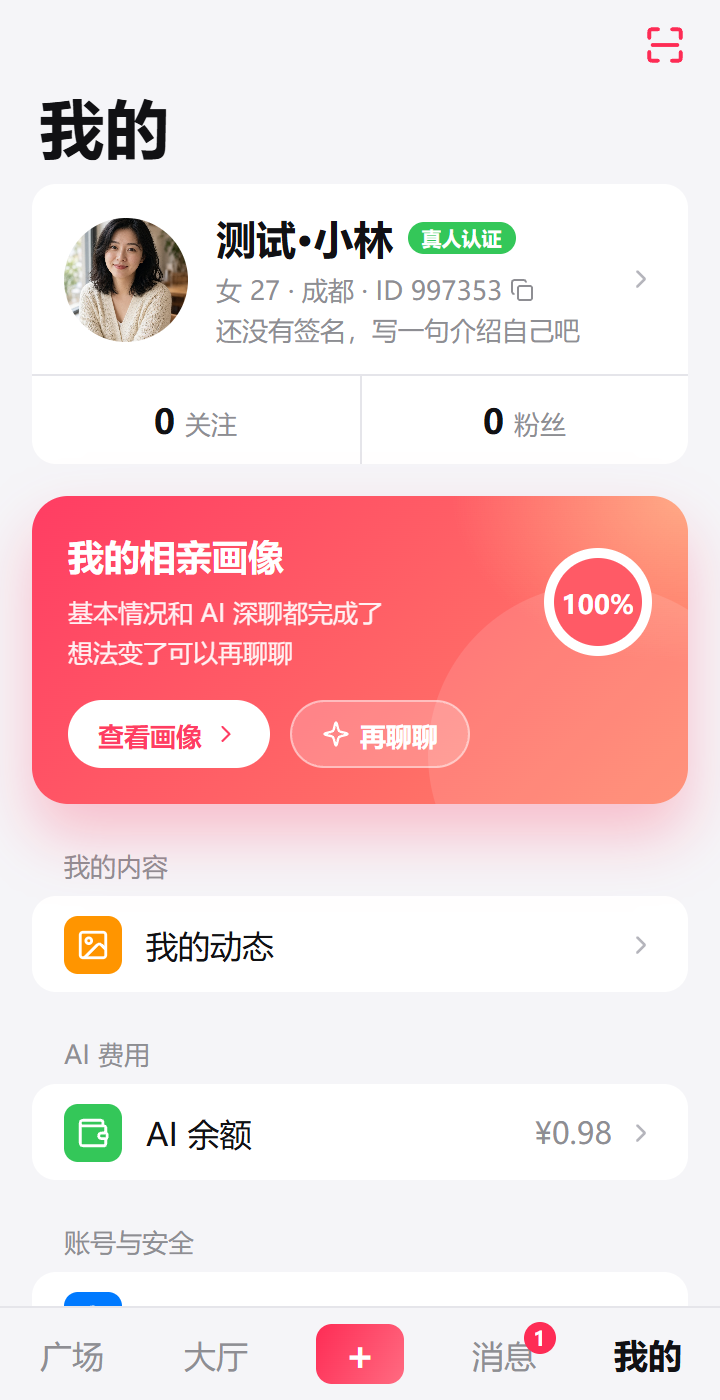 我的
测试•小林 真人认证
女 27 · 成都 · ID 997353
还没有签名，写一句介绍自己吧
0 关注
0 粉丝
我的相亲画像
基本情况和 AI 深聊都完成了
想法变了可以再聊聊
100%
查看画像
再聊聊
我的内容
我的动态
AI 费用
AI 余额 ¥0.98
账号与安全
广场
大厅
+
消息 1
我的